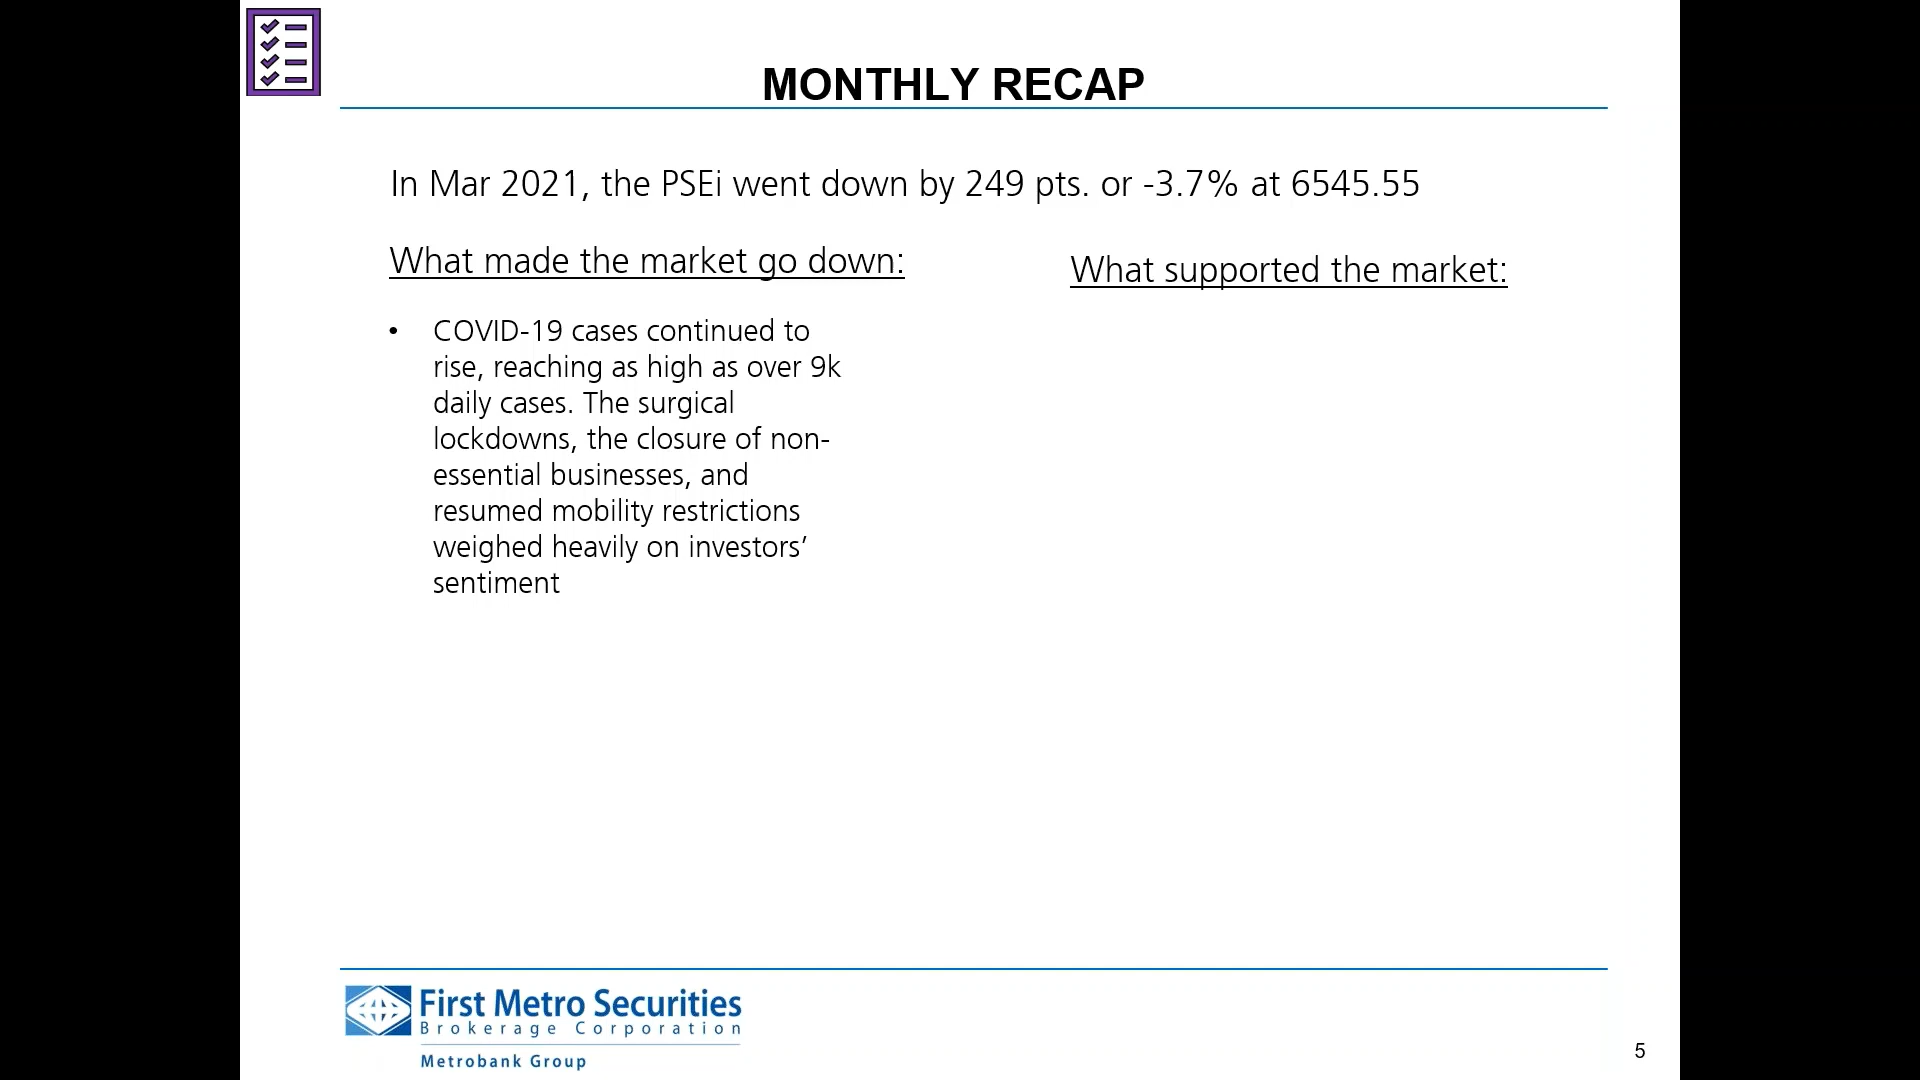 MONTHLY RECAP
In Mar 2021, the PSEi went down by 249 pts. or -3.7% at 6545.55
What made the market go down:
• COVID-19 cases continued to
rise, reaching as high as over 9k
daily cases. The surgical
lockdowns, the closure of non-
essential businesses, and
resumed mobility restrictions
weighed heavily on investors’
sentiment
What supported the market:
First Metro Securities
Brokerage Corporation
Metrobank Group
5